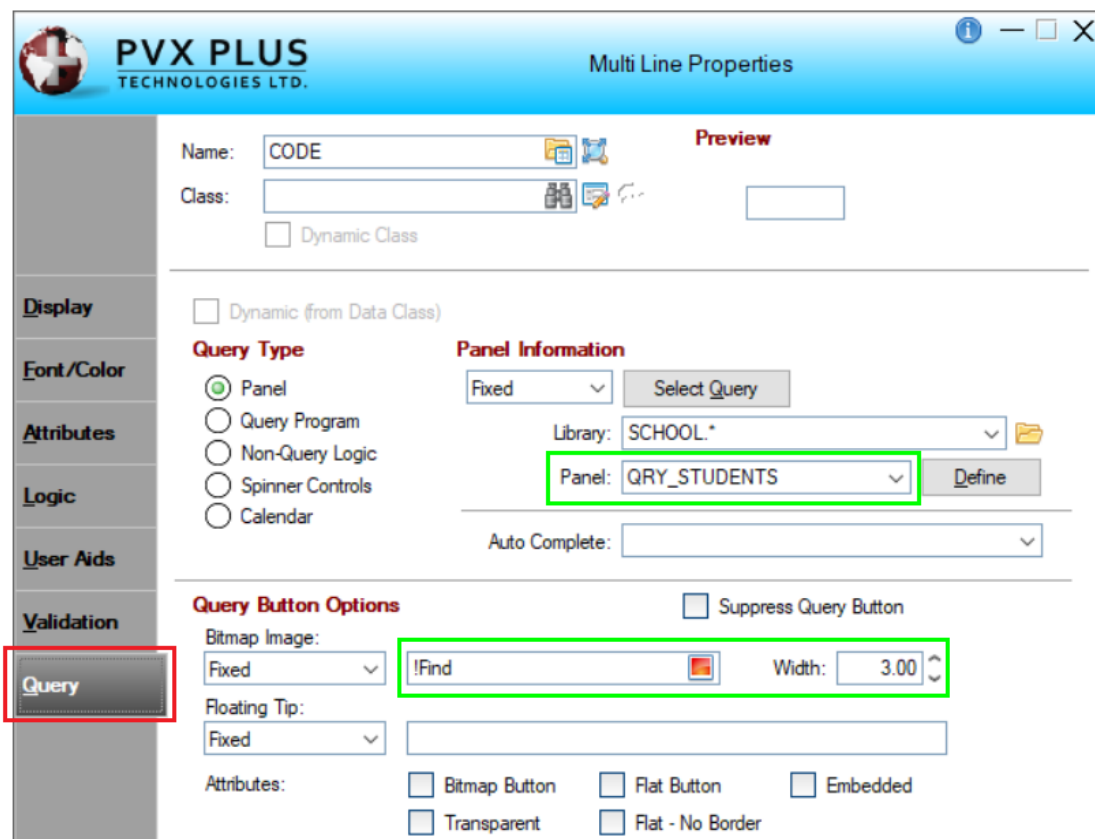 PVX PLUS
TECHNOLOGIES LTD.
Multi Line Properties
Name: CODE
Preview
Class:
Dynamic Class
Display
Font/Color
Attributes
Logic
User Aids
Validation
Query
Dynamic (from Data Class)
Query Type
Panel Information
Panel
Fixed
Select Query
Query Program
Library: SCHOOL.*
Non-Query Logic
Panel: QRY_STUDENTS
Define
Spinner Controls
Calendar
Auto Complete:
Query Button Options
Suppress Query Button
Bitmap Image:
Fixed
!Find
Width: 3.00
Floating Tip:
Fixed
Attributes:
Bitmap Button
Flat Button
Embedded
Transparent
Flat - No Border